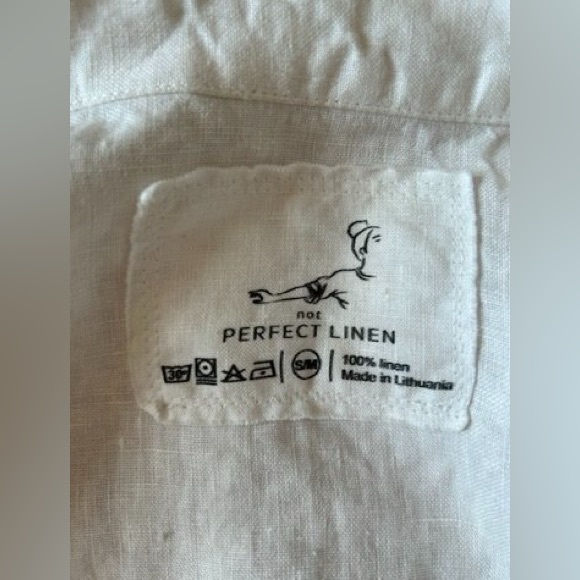 not
PERFECT LINEN
30°
S/M
100% linen
Made in Lithuania